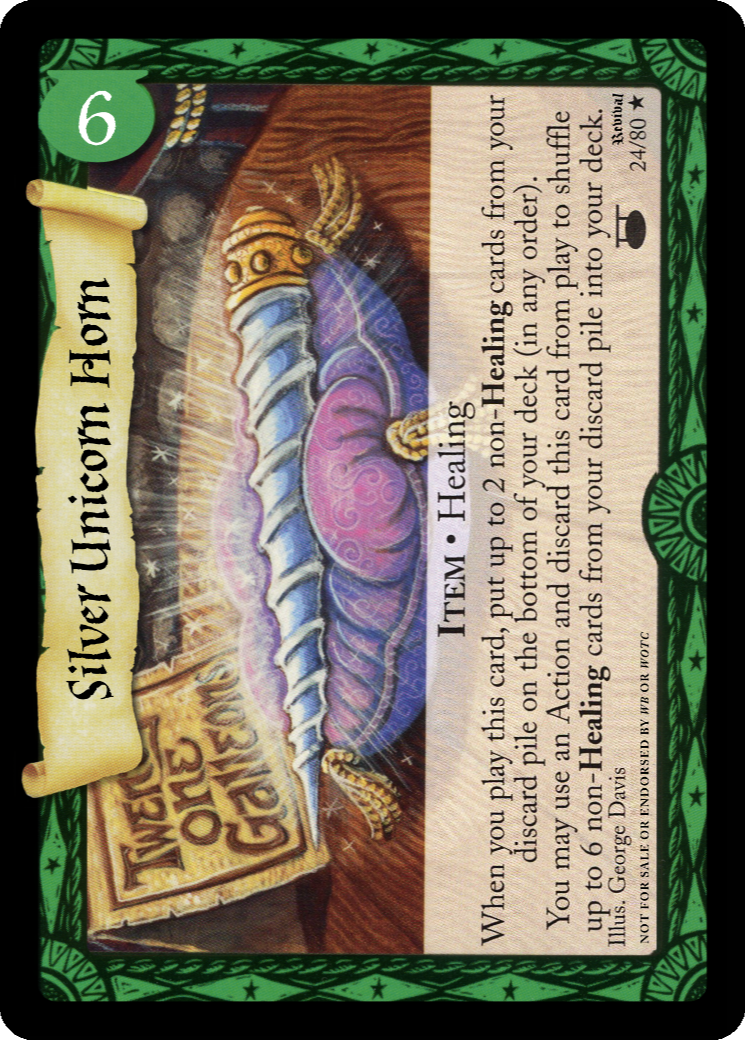 6
Silver Unicorn Horn
TWENTY
ONE
GALLEONS
ITEM • Healing
When you play this card, put up to 2 non-Healing cards from your
discard pile on the bottom of your deck (in any order).
You may use an Action and discard this card from play to shuffle
up to 6 non-Healing cards from your discard pile into your deck.
Illus. George Davis
Revival
24/80 ★
NOT FOR SALE OR ENDORSED BY WB OR WOTC